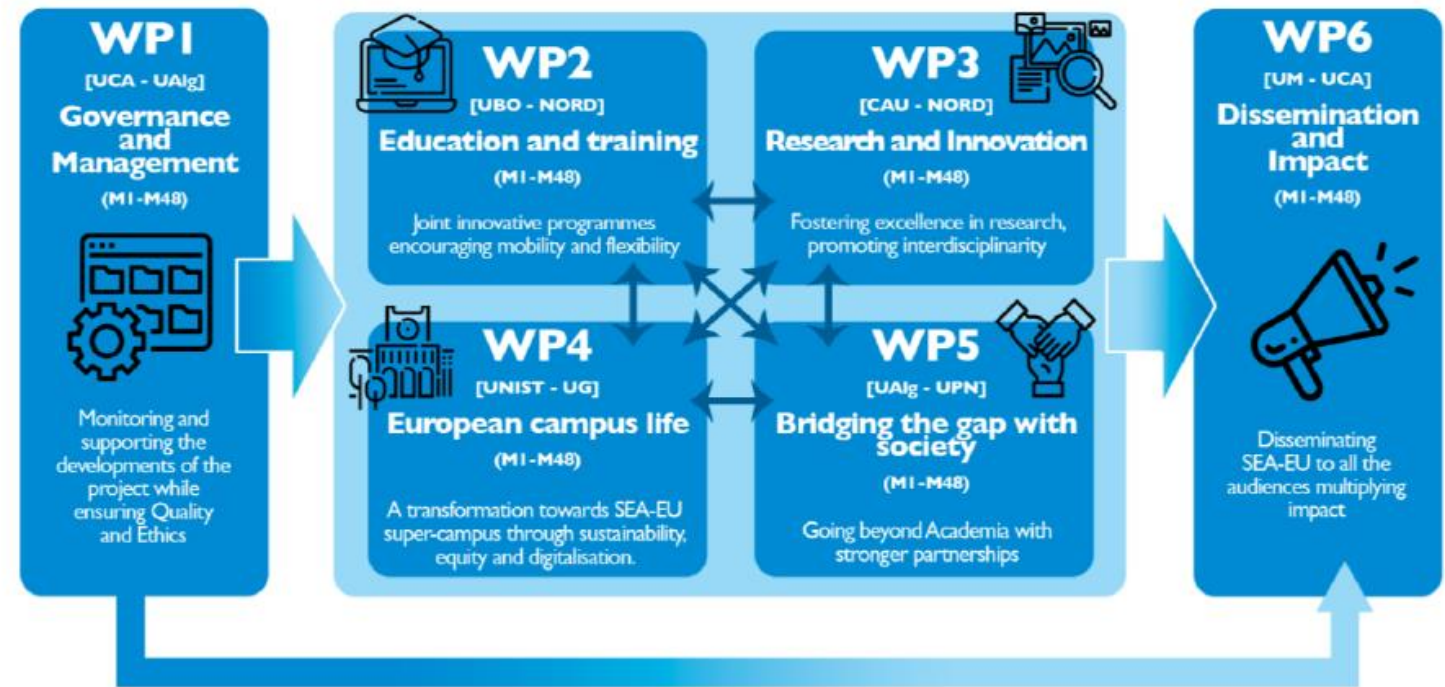 WP1
[UCA - UAlg]
Governance
and
Management
(M1-M48)
Monitoring and
supporting the
developments of the
project while
ensuring Quality
and Ethics
WP2
[UBO - NORD]
Education and training
(M1-M48)
Joint innovative programmes
encouraging mobility and flexibility
WP3
[CAU - NORD]
Research and Innovation
(M1-M48)
Fostering excellence in research,
promoting interdisciplinarity
WP4
[UNIST - UG]
European campus life
(M1-M48)
A transformation towards SEA-EU
super-campus through sustainability,
equity and digitalisation.
WP5
[UAlg - UPN]
Bridging the gap with
society
(M1-M48)
Going beyond Academia with
stronger partnerships
WP6
[UM - UCA]
Dissemination
and
Impact
(M1-M48)
Disseminating
SEA-EU to all the
audiences multiplying
impact